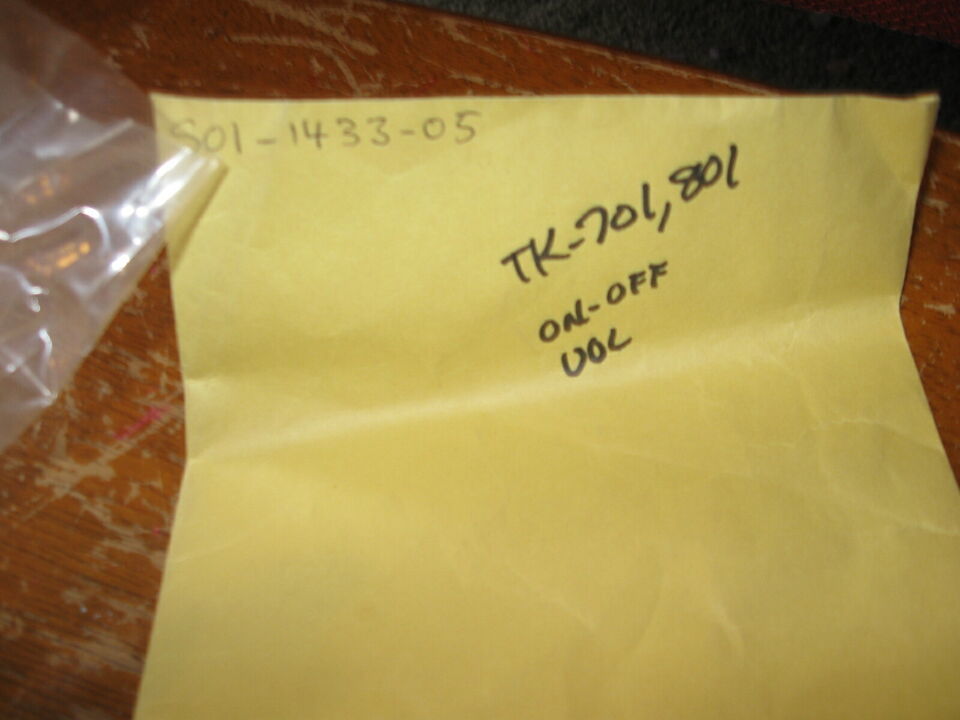 S01-1433-05
TK-701,801
ON-OFF
VOL